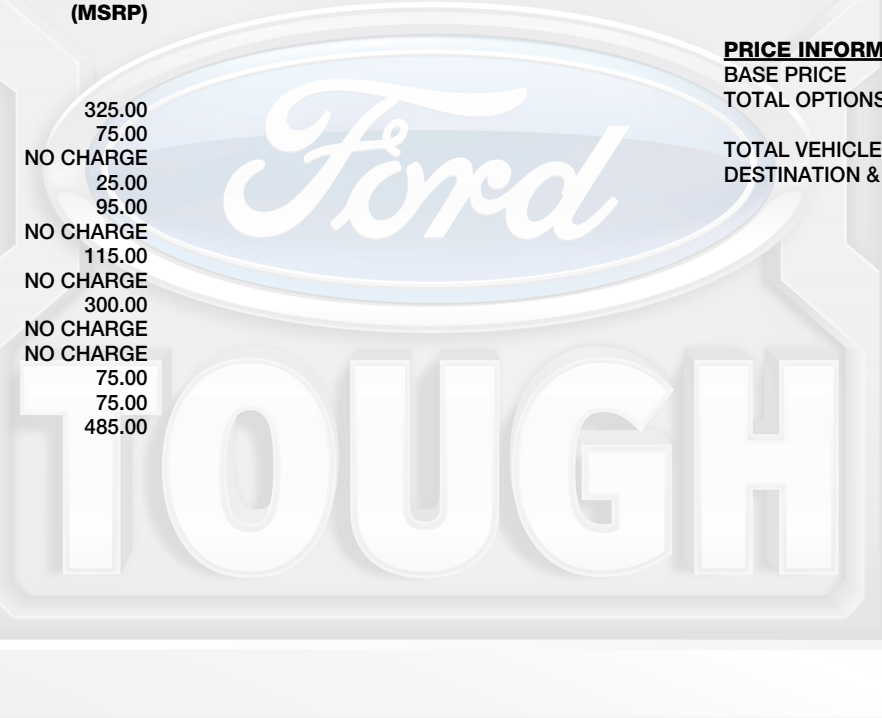 (MSRP)
325.00
75.00
NO CHARGE
25.00
95.00
NO CHARGE
115.00
NO CHARGE
300.00
NO CHARGE
NO CHARGE
75.00
75.00
485.00
PRICE INFORM
BASE PRICE
TOTAL OPTIONS
TOTAL VEHICLE
DESTINATION &
Ford
TOUGH